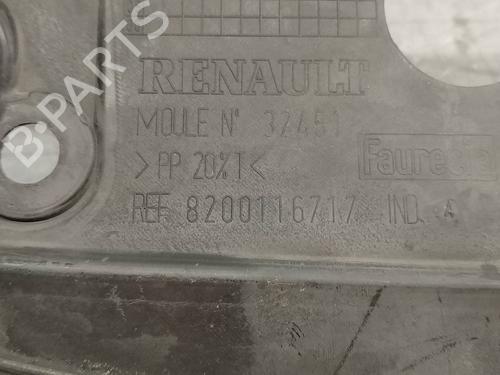 RENAULT
MOULE N° 32451
>PP 20%T<
Faurecia
REF 8200116717 IND. A
B-PARTS